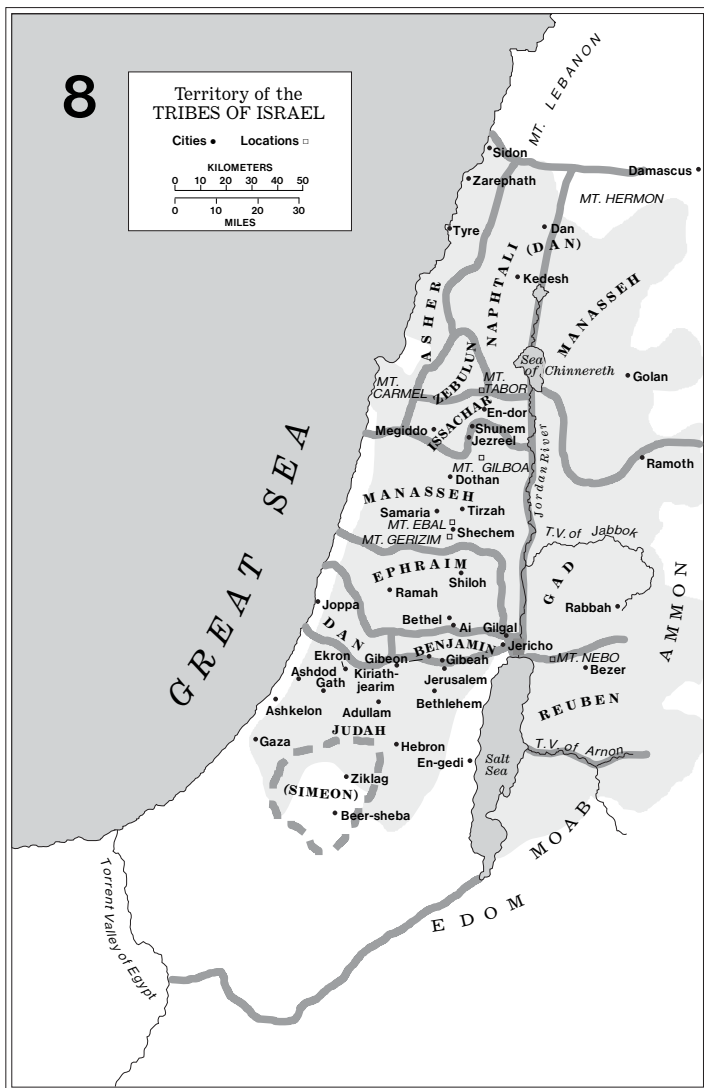 8
Territory of the
TRIBES OF ISRAEL
Cities Locations
KILOMETERS
0 10 20 30 40 50
0 10 20 30
MILES
MT. LEBANON
Sidon
Damascus
Zarephath
MT. HERMON
Tyre
Dan
(DAN)
NAPHTALI
Kedesh
ASHER
MANASSEH
Sea
of Chinnereth
ZEBULUN
MT.
TABOR
Golan
MT.
CARMEL
En-dor
ISSACHAR
Megiddo
Shunem
Jezreel
Jordan River
MT. GILBOA
Ramoth
Dothan
GREAT SEA
MANASSEH
Samaria
Tirzah
MT. EBAL
Shechem
MT. GERIZIM
T.V. of Jabbok
EPHRAIM
Shiloh
GAD
AMMON
Ramah
Joppa
Rabbah
Bethel
Ai
Gilgal
DAN
BENJAMIN
Jericho
Ekron
Gibeon
Gibeah
MT. NEBO
Bezer
Ashdod
Kiriath-
jearim
Gath
Jerusalem
Bethlehem
Ashkelon
Adullam
REUBEN
JUDAH
Gaza
Hebron
T.V. of Arnon
En-gedi
Salt
Sea
Ziklag
(SIMEON)
Beer-sheba
MOAB
Torrent Valley of Egypt
EDOM